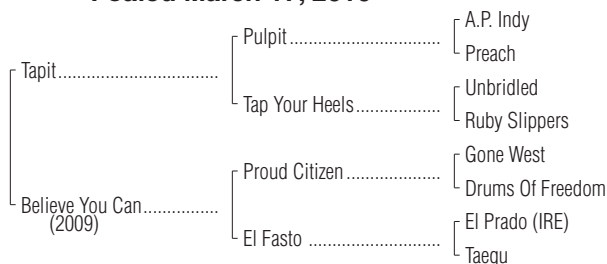 A.P. Indy
Pulpit
Preach
Tapit
Unbridled
Tap Your Heels
Ruby Slippers
Gone West
Proud Citizen
Drums Of Freedom
Believe You Can
(2009)
El Prado (IRE)
El Fasto
Taegu